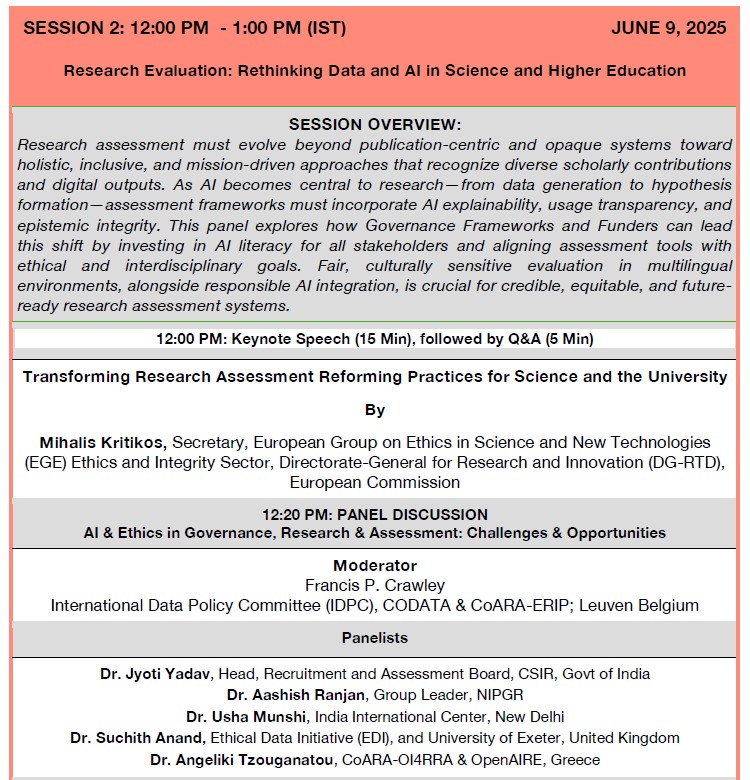 SESSION 2: 12:00 PM - 1:00 PM (IST) JUNE 9, 2025
Research Evaluation: Rethinking Data and AI in Science and Higher Education
SESSION OVERVIEW:
Research assessment must evolve beyond publication-centric and opaque systems toward
holistic, inclusive, and mission-driven approaches that recognize diverse scholarly contributions
and digital outputs. As AI becomes central to research—from data generation to hypothesis
formation—assessment frameworks must incorporate AI explainability, usage transparency, and
epistemic integrity. This panel explores how Governance Frameworks and Funders can lead
this shift by investing in AI literacy for all stakeholders and aligning assessment tools with
ethical and interdisciplinary goals. Fair, culturally sensitive evaluation in multilingual
environments, alongside responsible AI integration, is crucial for credible, equitable, and future-
ready research assessment systems.
12:00 PM: Keynote Speech (15 Min), followed by Q&A (5 Min)
Transforming Research Assessment Reforming Practices for Science and the University
By
Mihalis Kritikos, Secretary, European Group on Ethics in Science and New Technologies
(EGE) Ethics and Integrity Sector, Directorate-General for Research and Innovation (DG-RTD),
European Commission
12:20 PM: PANEL DISCUSSION
AI & Ethics in Governance, Research & Assessment: Challenges & Opportunities
Moderator
Francis P. Crawley
International Data Policy Committee (IDPC), CODATA & CoARA-ERIP; Leuven Belgium
Panelists
Dr. Jyoti Yadav, Head, Recruitment and Assessment Board, CSIR, Govt of India
Dr. Aashish Ranjan, Group Leader, NIPGR
Dr. Usha Munshi, India International Center, New Delhi
Dr. Suchith Anand, Ethical Data Initiative (EDI), and University of Exeter, United Kingdom
Dr. Angeliki Tzouganatou, CoARA-OI4RRA & OpenAIRE, Greece